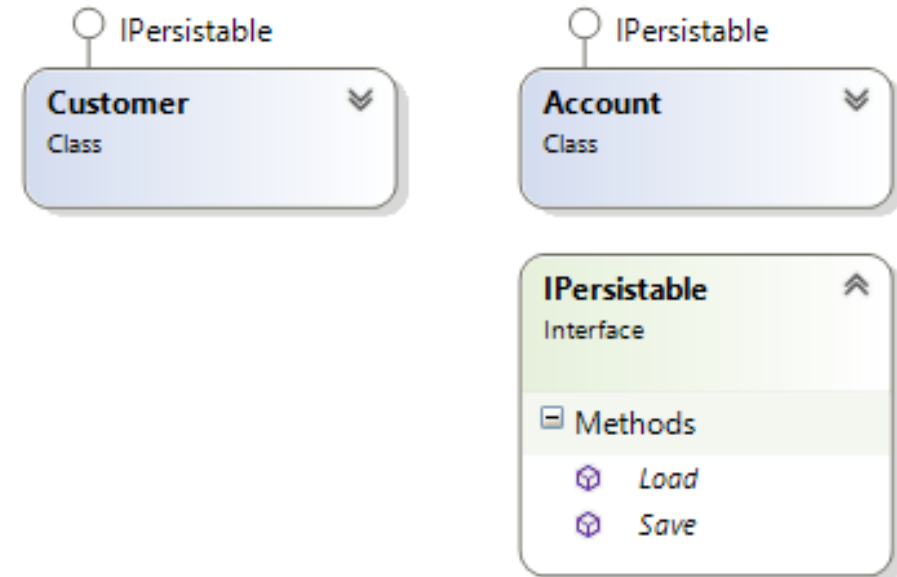 IPersistable
Customer
Class
IPersistable
Account
Class
IPersistable
Interface
Methods
Load
Save